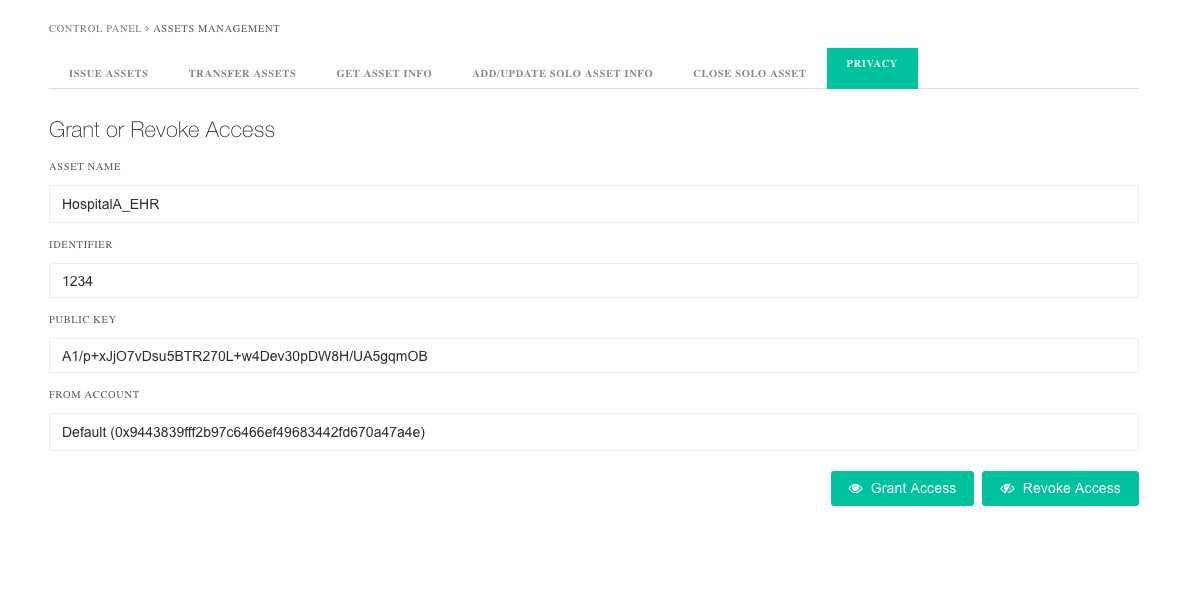 CONTROL PANEL > ASSETS MANAGEMENT
ISSUE ASSETS TRANSFER ASSETS GET ASSET INFO ADD/UPDATE SOLO ASSET INFO CLOSE SOLO ASSET PRIVACY
Grant or Revoke Access
ASSET NAME
HospitalA_EHR
IDENTIFIER
1234
PUBLIC KEY
A1/p+xJjO7vDsu5BTR270L+w4Dev30pDW8H/UA5gqmOB
FROM ACCOUNT
Default (0x9443839fff2b97c6466ef49683442fd670a47a4e)
Grant Access Revoke Access